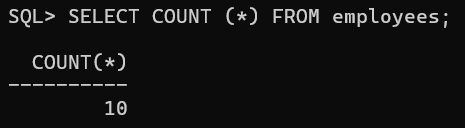 SQL> SELECT COUNT (*) FROM employees;
COUNT(*)
----------
10